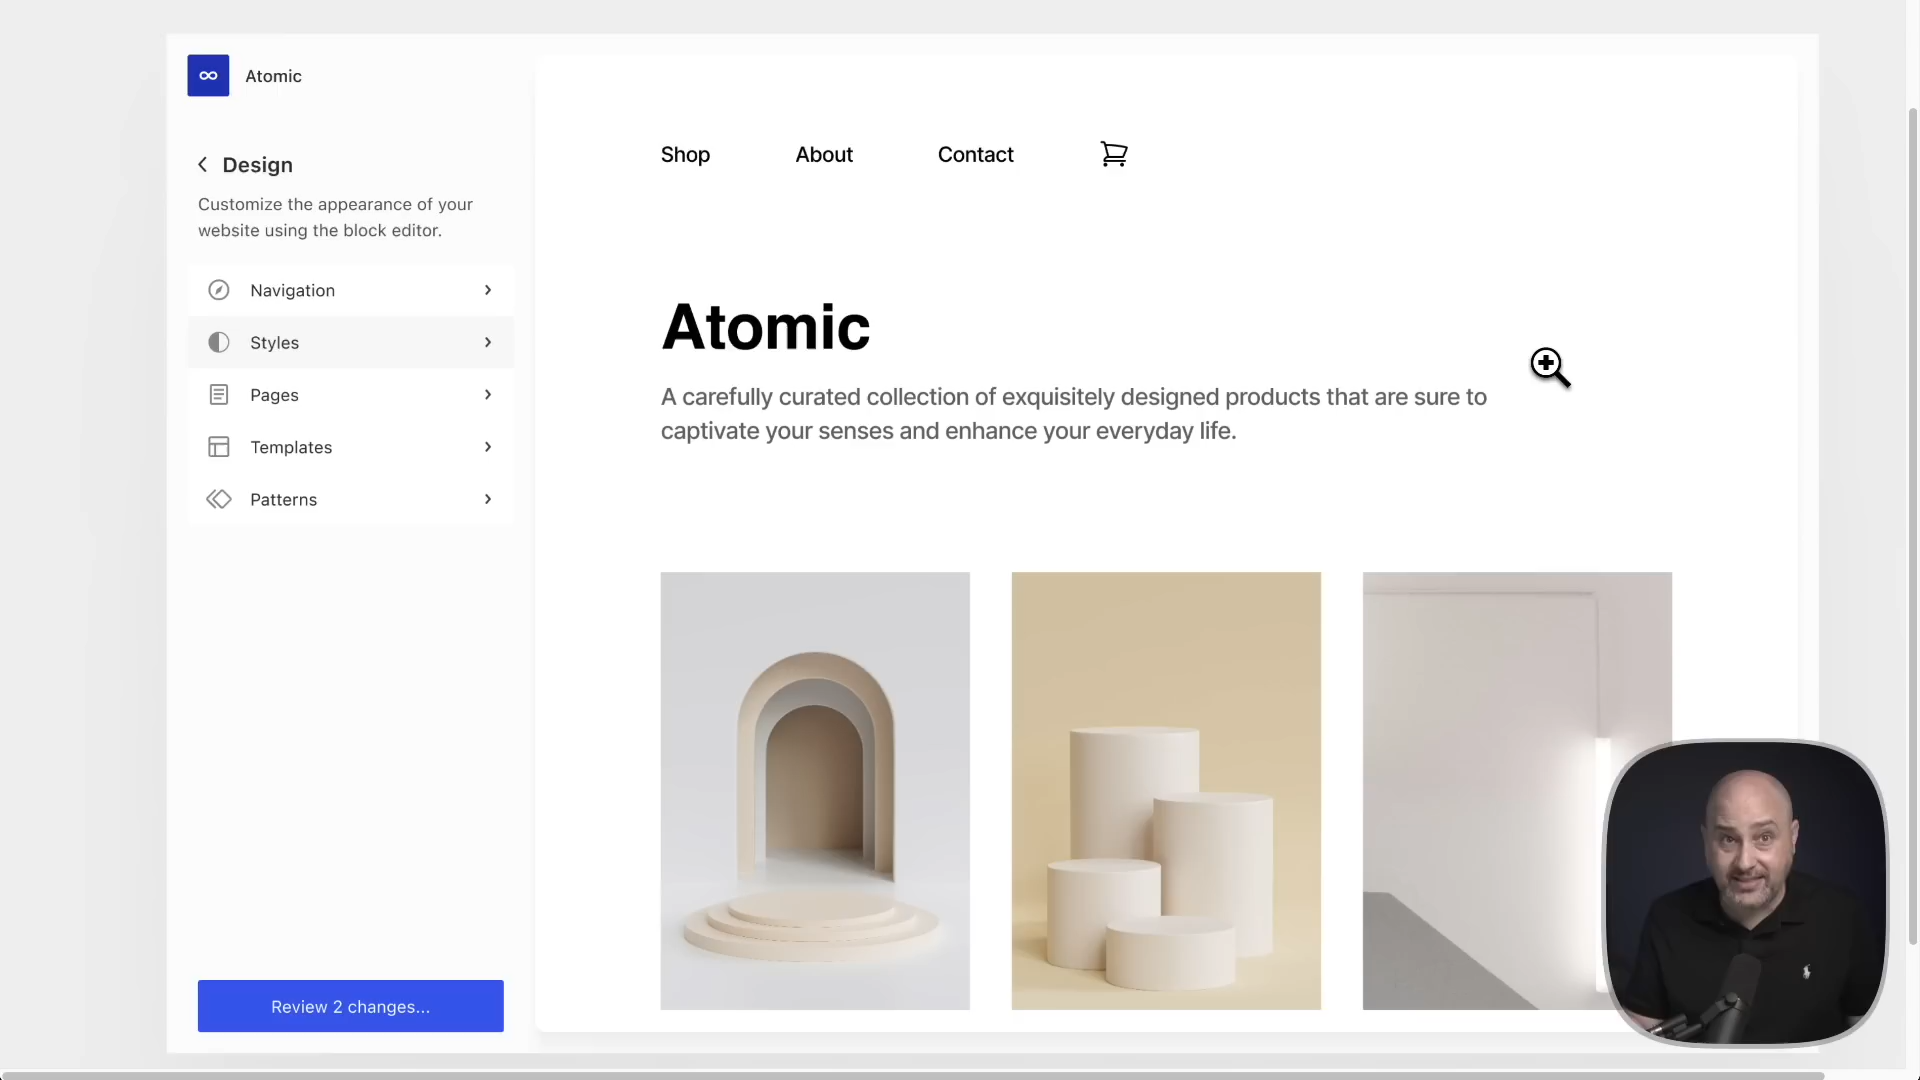 Atomic
Design
Customize the appearance of your
website using the block editor.
Navigation
Styles
Pages
Templates
Patterns
Review 2 changes...
Shop
About
Contact
Atomic
A carefully curated collection of exquisitely designed products that are sure to
captivate your senses and enhance your everyday life.